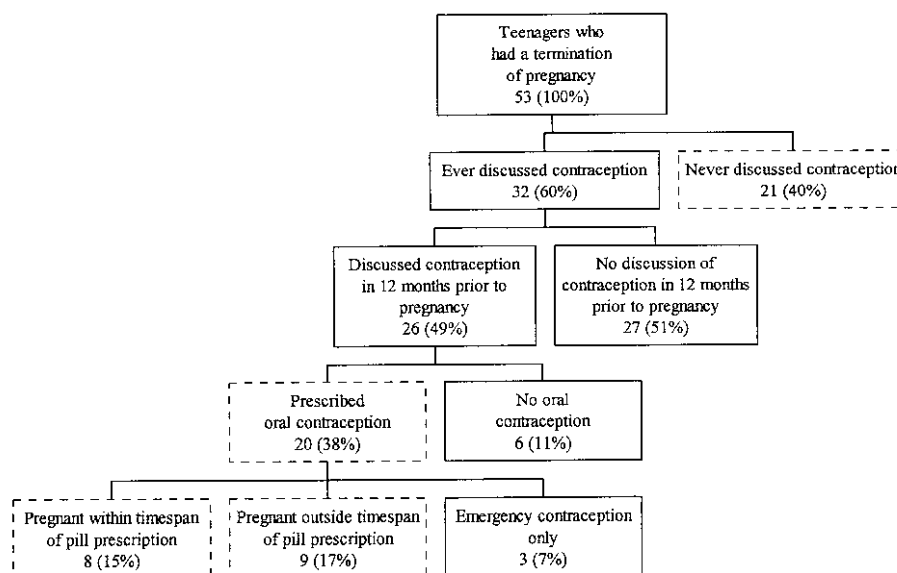 Teenagers who
had a termination
of pregnancy
53 (100%)
Ever discussed contraception
32 (60%)
Never discussed contraception
21 (40%)
Discussed contraception
in 12 months prior to
pregnancy
26 (49%)
No discussion of
contraception in 12 months
prior to pregnancy
27 (51%)
Prescribed
oral contraception
20 (38%)
No oral
contraception
6 (11%)
Pregnant within timespan
of pill prescription
8 (15%)
Pregnant outside timespan
of pill prescription
9 (17%)
Emergency contraception
only
3 (7%)